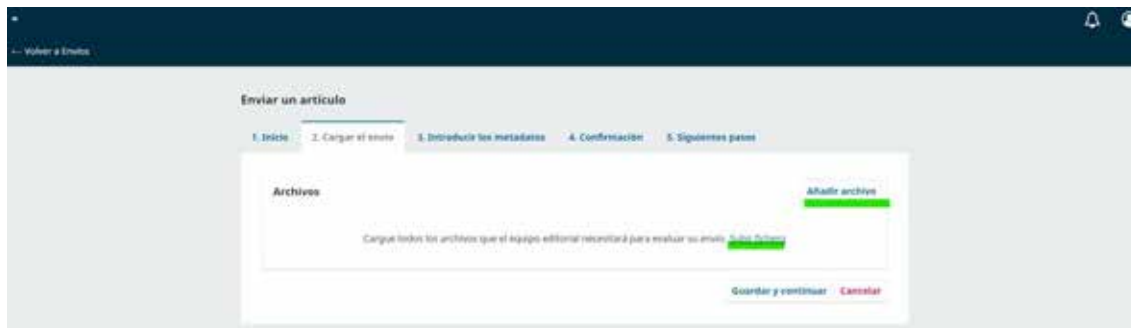 ← Volver a Envíos
Enviar un artículo
1. Inicio 2. Cargar el envío 3. Introducir los metadatos 4. Confirmación 5. Siguientes pasos
Archivos Añadir archivo
Cargue todos los archivos que el equipo editorial necesitará para evaluar su envío. Subir fichero
Guardar y continuar Cancelar